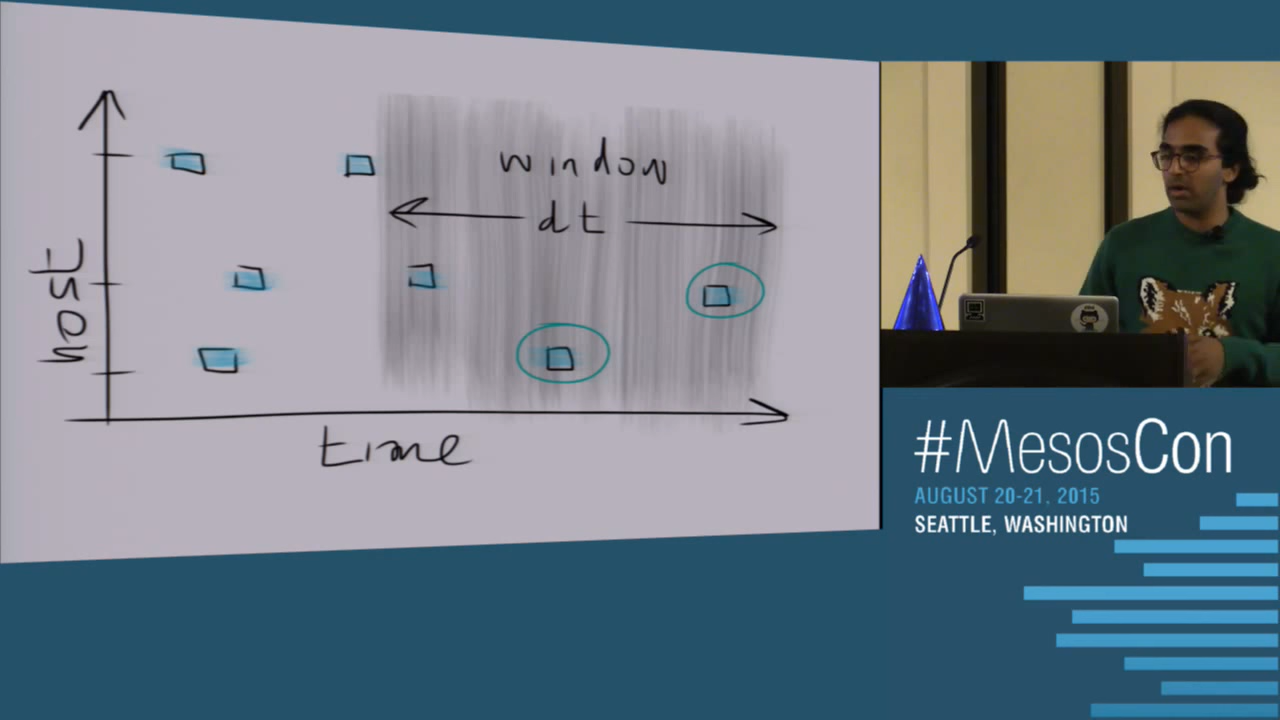 window
dt
host
time
#MesosCon
AUGUST 20-21, 2015
SEATTLE, WASHINGTON